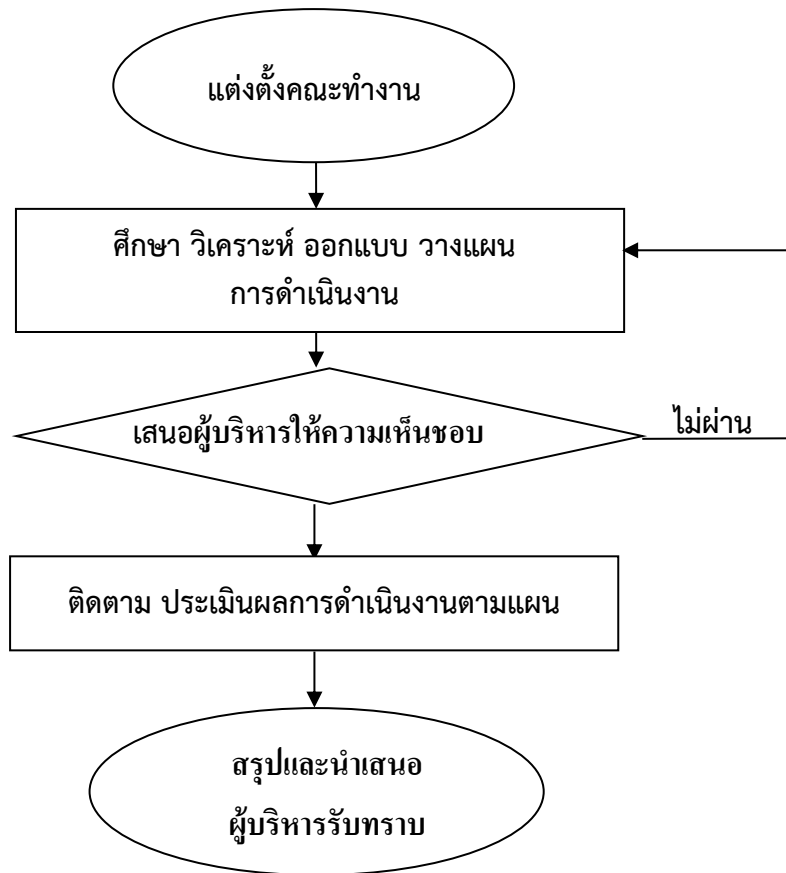 แต่งตั้งคณะทำงาน
ศึกษา วิเคราะห์ ออกแบบ วางแผน
การดำเนินงาน
เสนอผู้บริหารให้ความเห็นชอบ
ไม่ผ่าน
ติดตาม ประเมินผลการดำเนินงานตามแผน
สรุปและนำเสนอ
ผู้บริหารรับทราบ